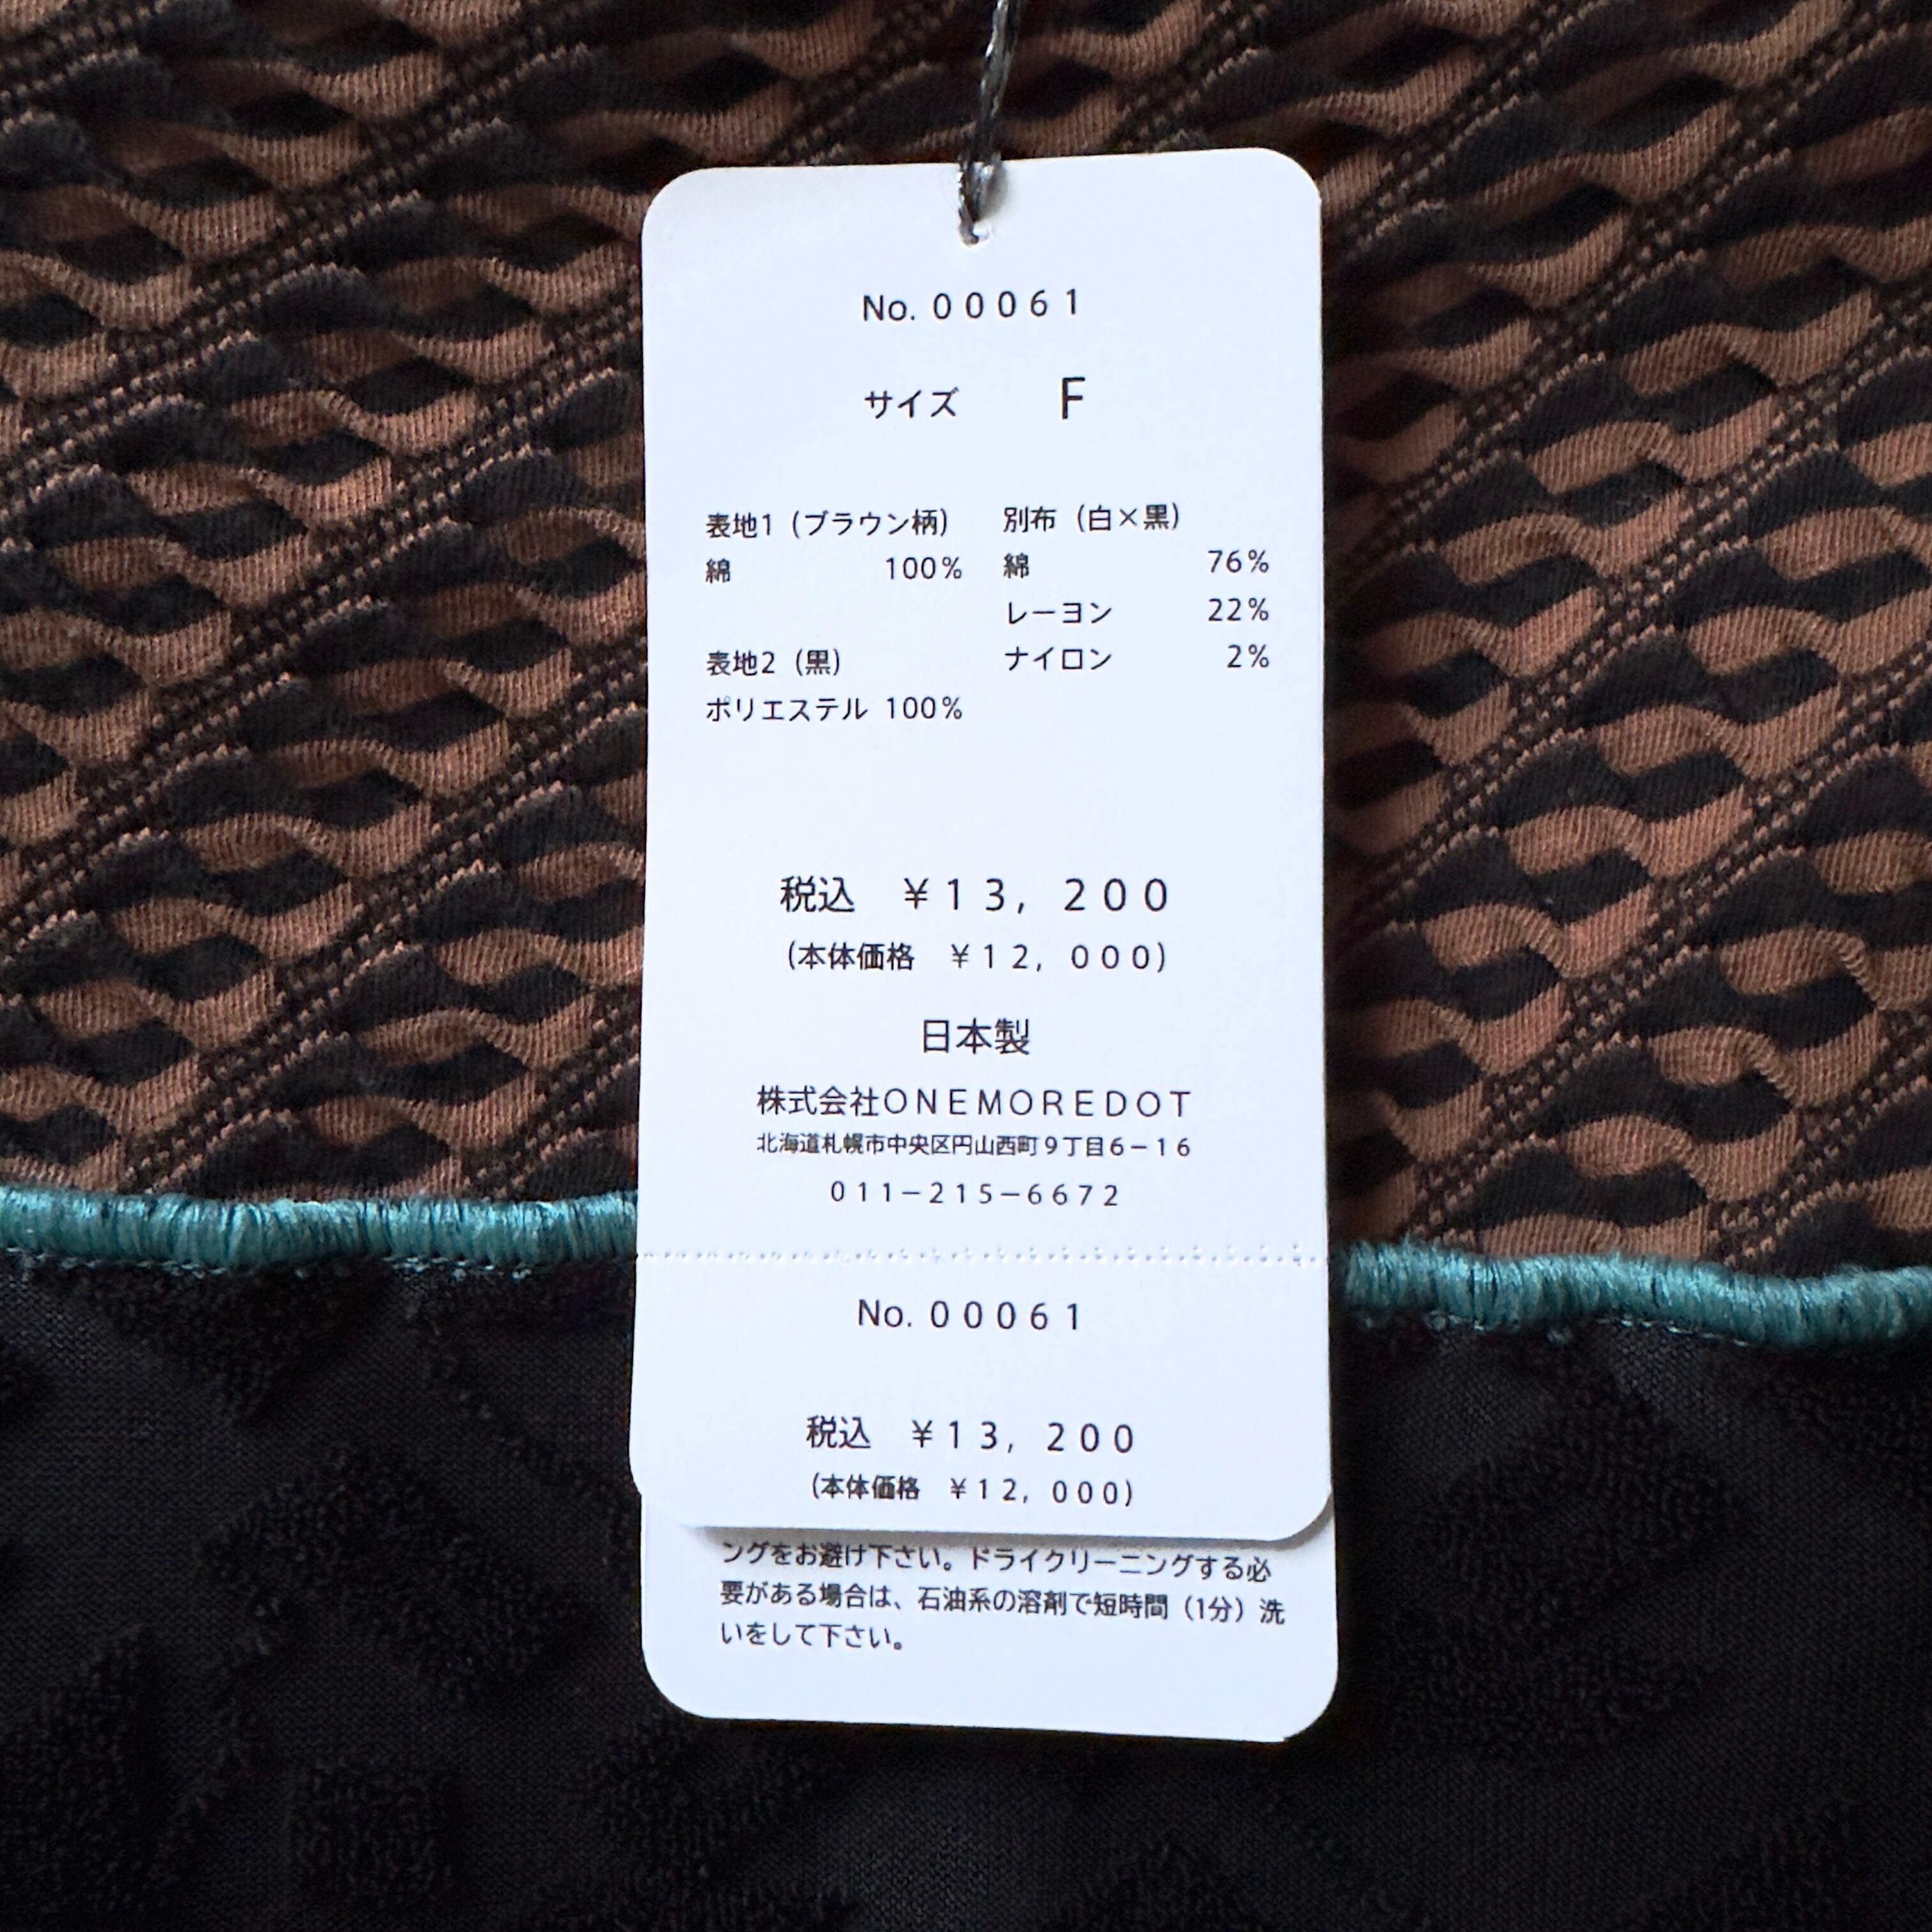 No.00061
サイズ F
表地1（ブラウン柄）
綿 100%
表地2（黒）
ポリエステル 100%
別布（白×黒）
綿 76%
レーヨン 22%
ナイロン 2%
税込 ¥13,200
(本体価格 ¥12,000)
日本製
株式会社ONEMOREDOT
北海道札幌市中央区円山西町9丁目6−16
011−215−6672
No.00061
税込 ¥13,200
(本体価格 ¥12,000)
ングをお避け下さい。ドライクリーニングする必
要がある場合は、石油系の溶剤で短時間（1分）洗
いをして下さい。